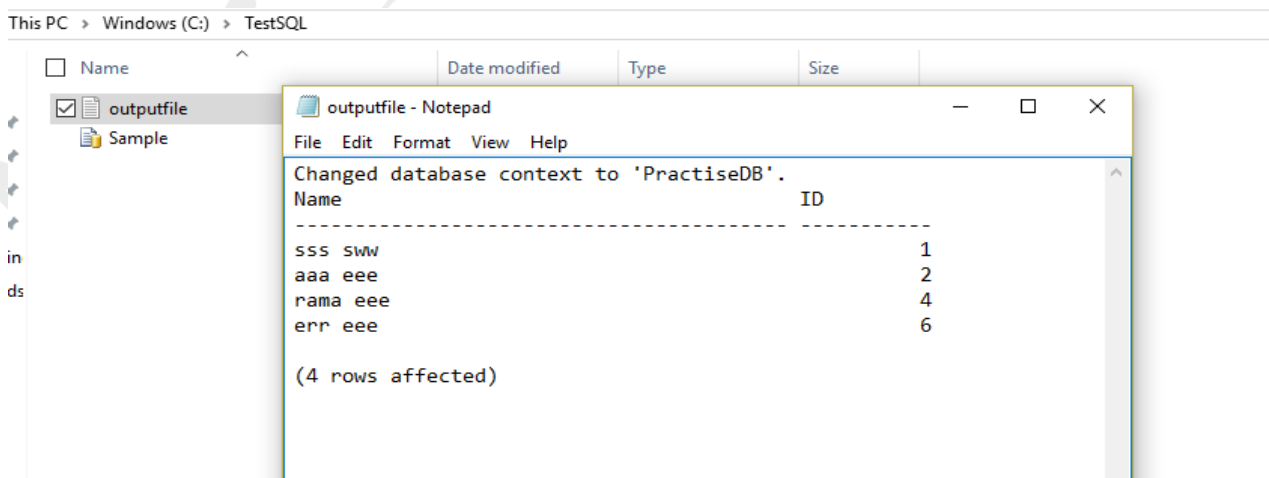 This PC > Windows (C:) > TestSQL
Name Date modified Type Size
outputfile
Sample
in
ds
outputfile - Notepad
File Edit Format View Help
Changed database context to 'PractiseDB'.
Name ID
----------------------------------------- -----------
sss sww 1
aaa eee 2
rama eee 4
err eee 6
(4 rows affected)